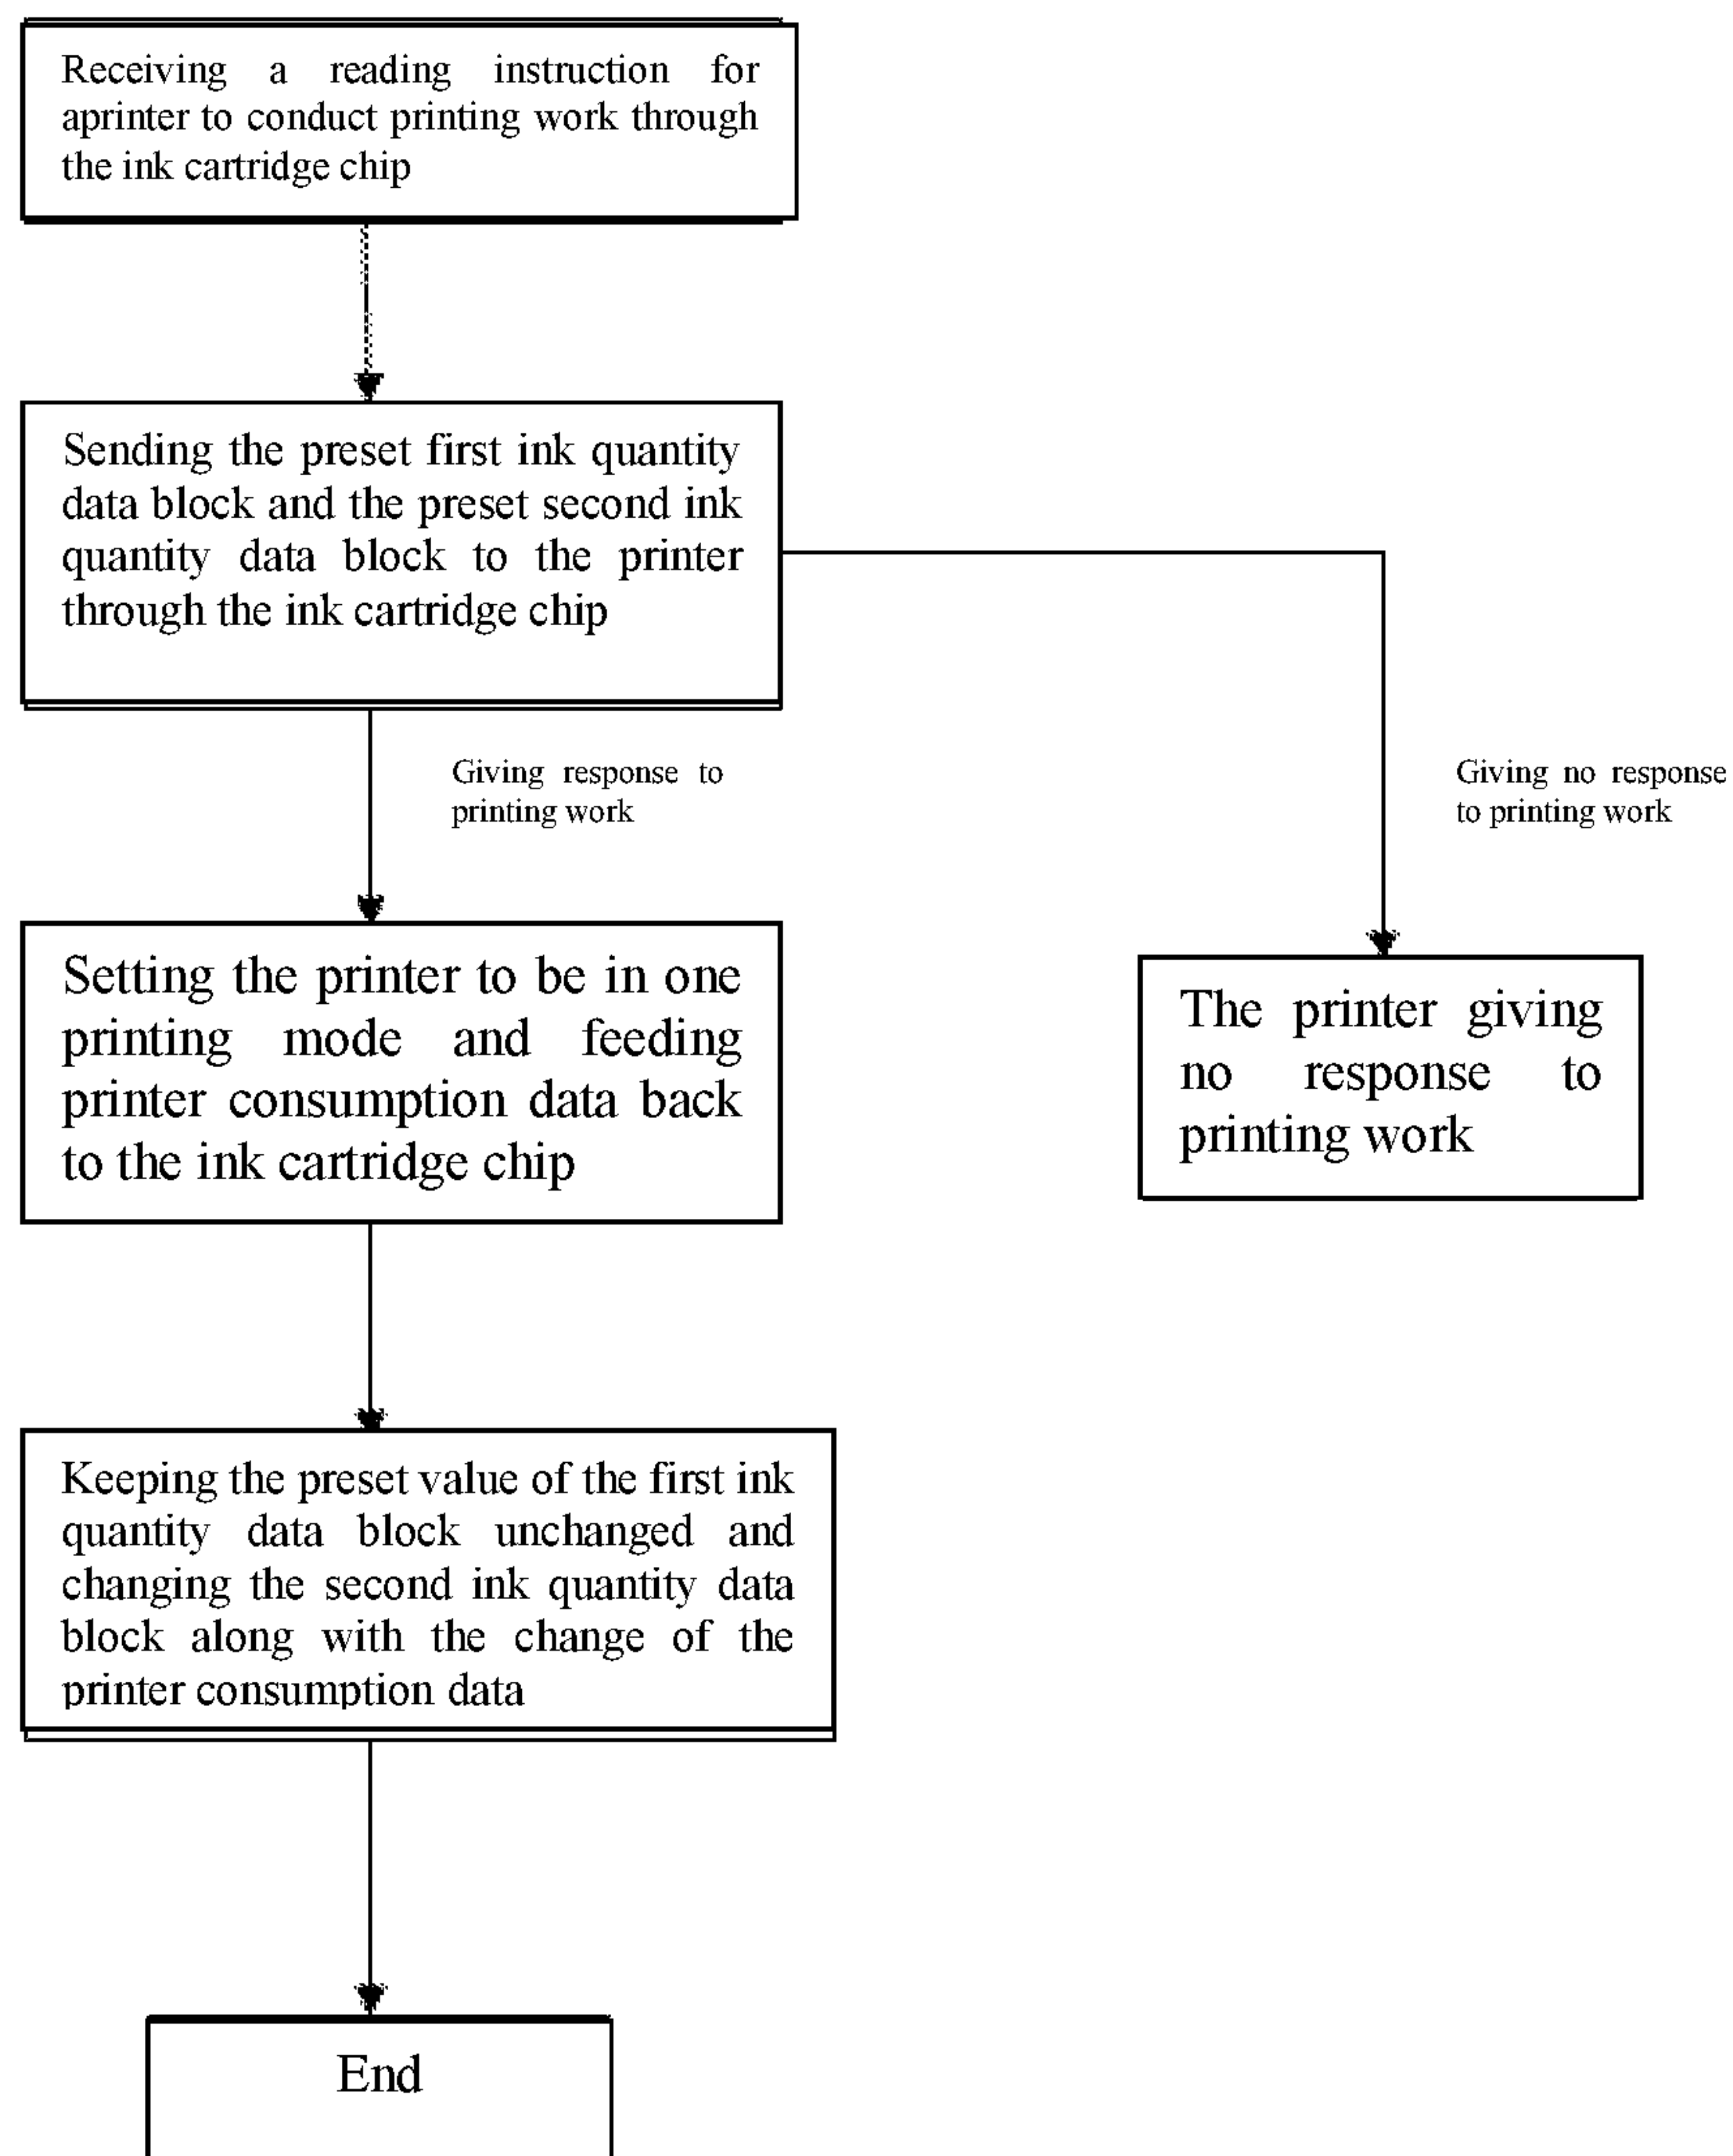 Receiving a reading instruction for
aprinter to conduct printing work through
the ink cartridge chip
Sending the preset first ink quantity
data block and the preset second ink
quantity data block to the printer
through the ink cartridge chip
Giving response to
printing work
Giving no response
to printing work
Setting the printer to be in one
printing mode and feeding
printer consumption data back
to the ink cartridge chip
The printer giving
no response to
printing work
Keeping the preset value of the first ink
quantity data block unchanged and
changing the second ink quantity data
block along with the change of the
printer consumption data
End